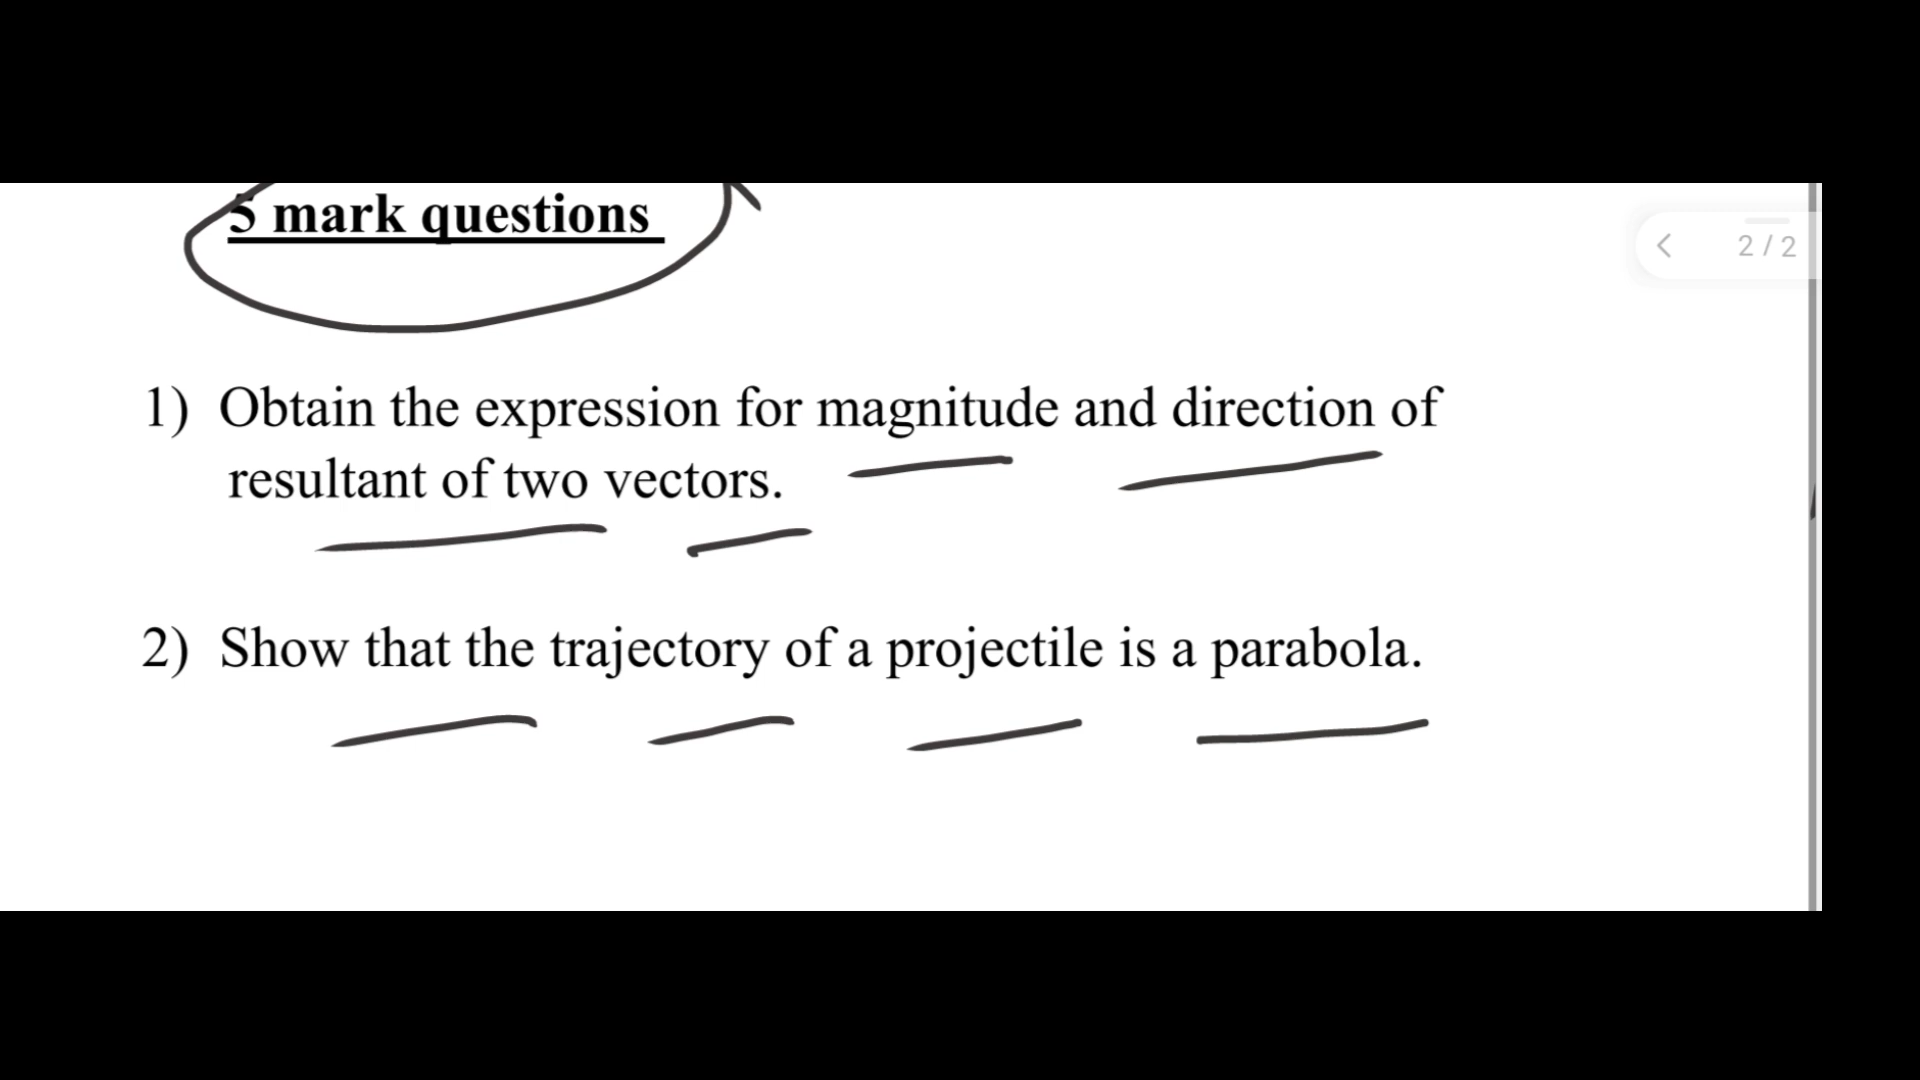 5 mark questions
2 / 2
1) Obtain the expression for magnitude and direction of
resultant of two vectors.
2) Show that the trajectory of a projectile is a parabola.